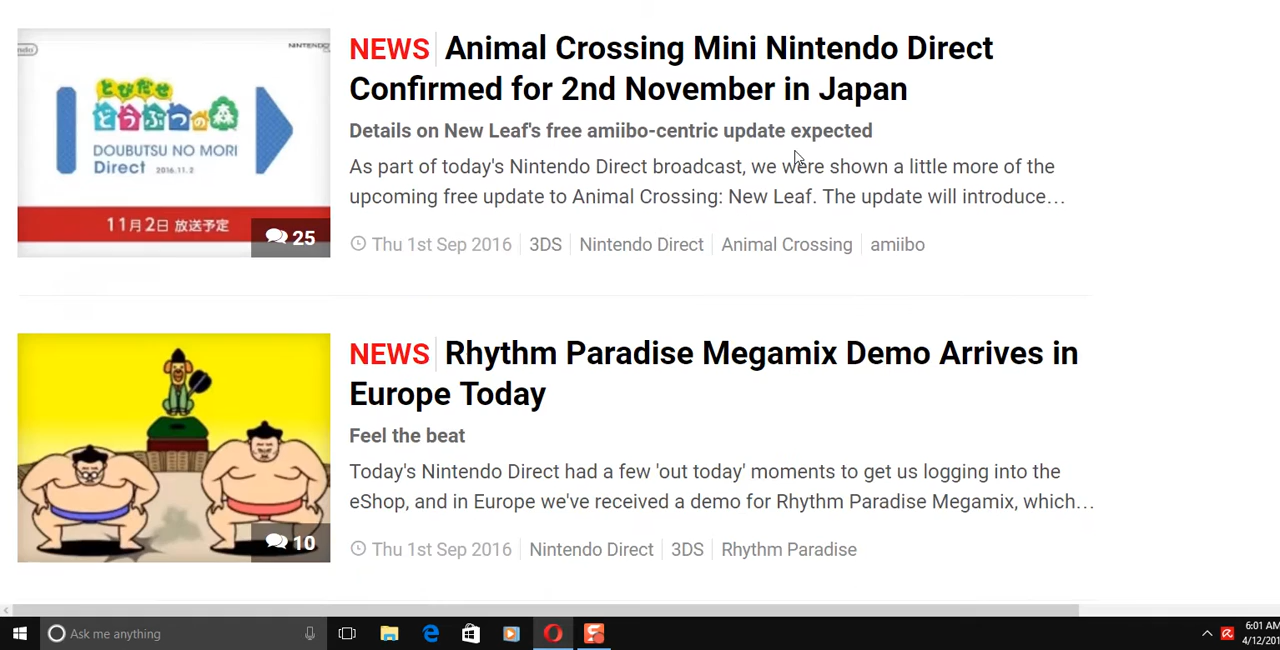 NINTENDO
とびだせ
どうぶつの森
DOUBUTSU NO MORI
Direct 2016.11.2
11月2日 放送予定
25
NEWS Animal Crossing Mini Nintendo Direct
Confirmed for 2nd November in Japan
Details on New Leaf's free amiibo-centric update expected
As part of today's Nintendo Direct broadcast, we were shown a little more of the
upcoming free update to Animal Crossing: New Leaf. The update will introduce…
Thu 1st Sep 2016 3DS Nintendo Direct Animal Crossing amiibo
10
NEWS Rhythm Paradise Megamix Demo Arrives in
Europe Today
Feel the beat
Today's Nintendo Direct had a few 'out today' moments to get us logging into the
eShop, and in Europe we've received a demo for Rhythm Paradise Megamix, which…
Thu 1st Sep 2016 Nintendo Direct 3DS Rhythm Paradise
Ask me anything
6:01 AM
4/12/201